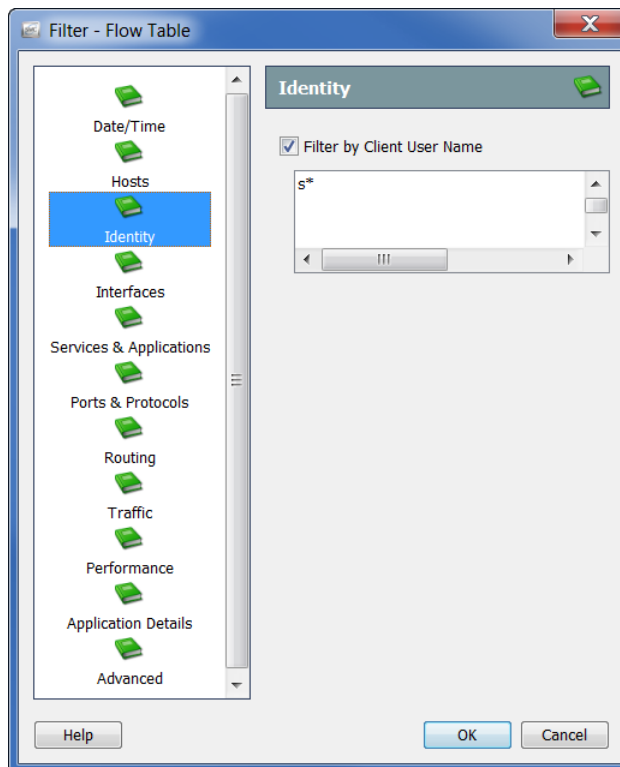 Filter - Flow Table
Date/Time
Hosts
Identity
Interfaces
Services & Applications
Ports & Protocols
Routing
Traffic
Performance
Application Details
Advanced
Identity
Filter by Client User Name
s*
Help
OK
Cancel